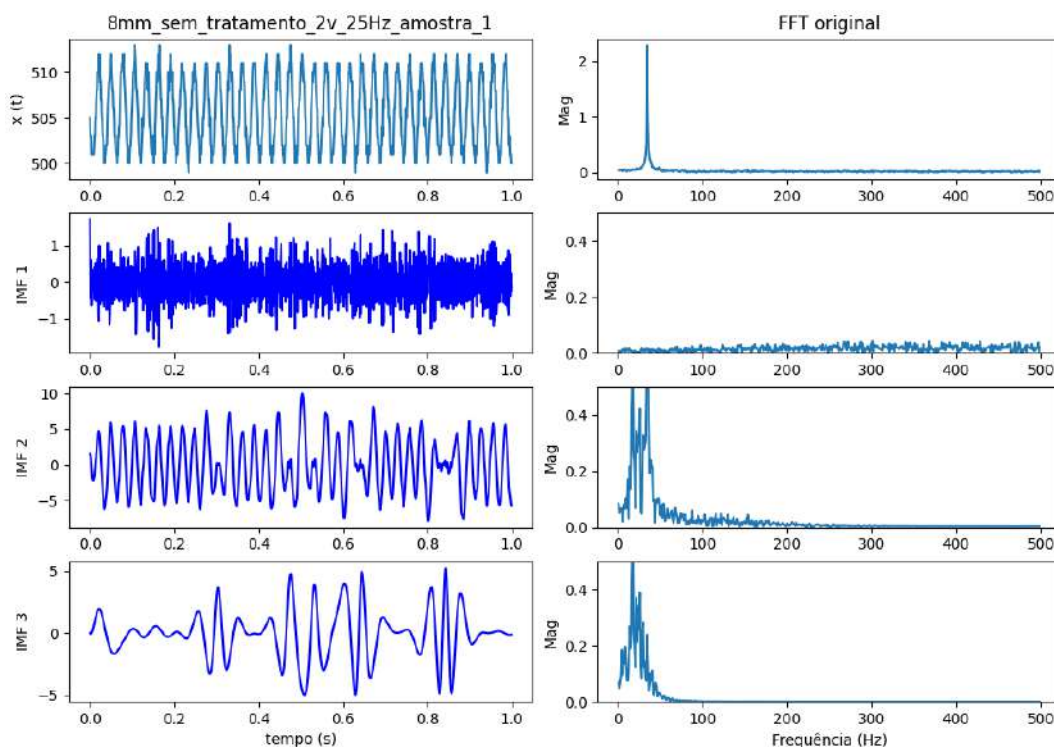 8mm_sem_tratamento_2v_25Hz_amostra_1
x (t)
510
505
500
0.0 0.2 0.4 0.6 0.8 1.0
FFT original
Mag
2
1
0
0 100 200 300 400 500
IMF 1
1
0
−1
0.0 0.2 0.4 0.6 0.8 1.0
Mag
0.4
0.2
0.0
0 100 200 300 400 500
IMF 2
10
5
0
−5
0.0 0.2 0.4 0.6 0.8 1.0
Mag
0.4
0.2
0.0
0 100 200 300 400 500
IMF 3
5
0
−5
0.0 0.2 0.4 0.6 0.8 1.0
tempo (s)
Mag
0.4
0.2
0.0
0 100 200 300 400 500
Frequência (Hz)